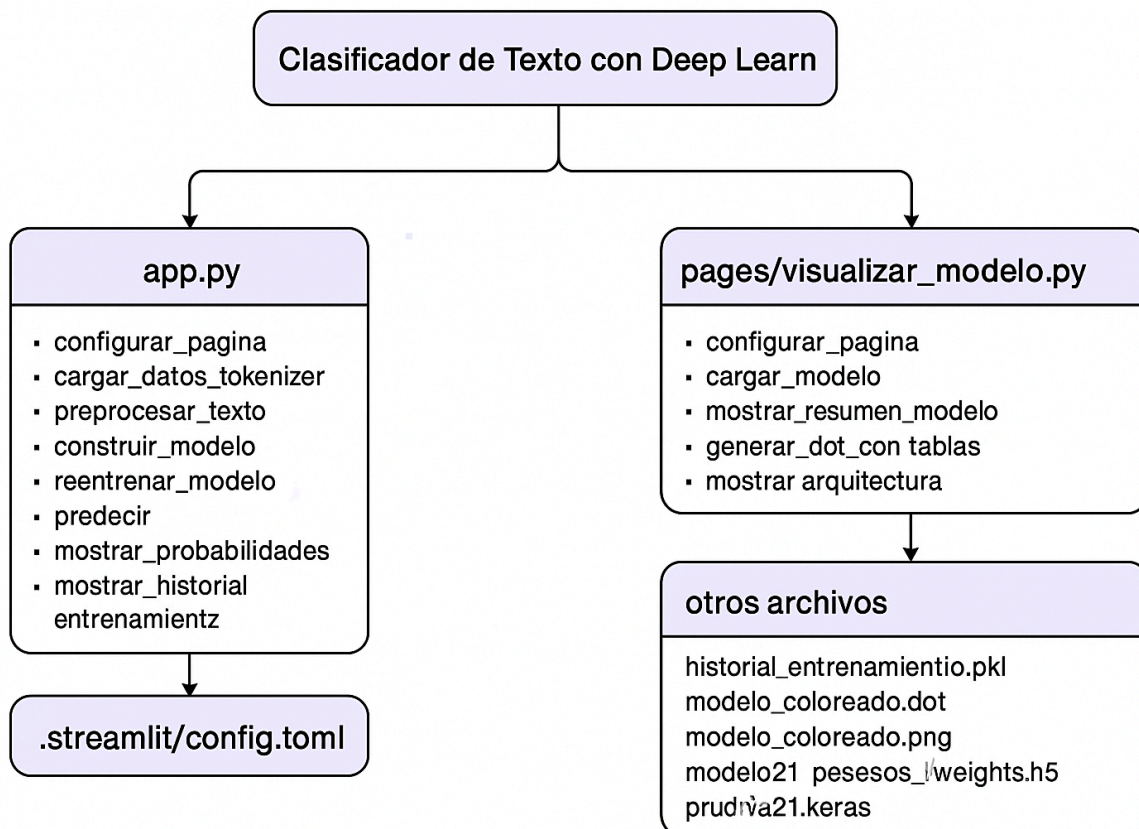 Clasificador de Texto con Deep Learn
app.py
configurar_pagina
cargar_datos_tokenizer
preprocesar_texto
construir_modelo
reentrenar_modelo
predecir
mostrar_probabilidades
mostrar_historial
entrenamientz
.streamlit/config.toml
pages/visualizar_modelo.py
configurar_pagina
cargar_modelo
mostrar_resumen_modelo
generar_dot_con tablas
mostrar arquitectura
otros archivos
historial_entrenamientio.pkl
modelo_coloreado.dot
modelo_coloreado.png
modelo21